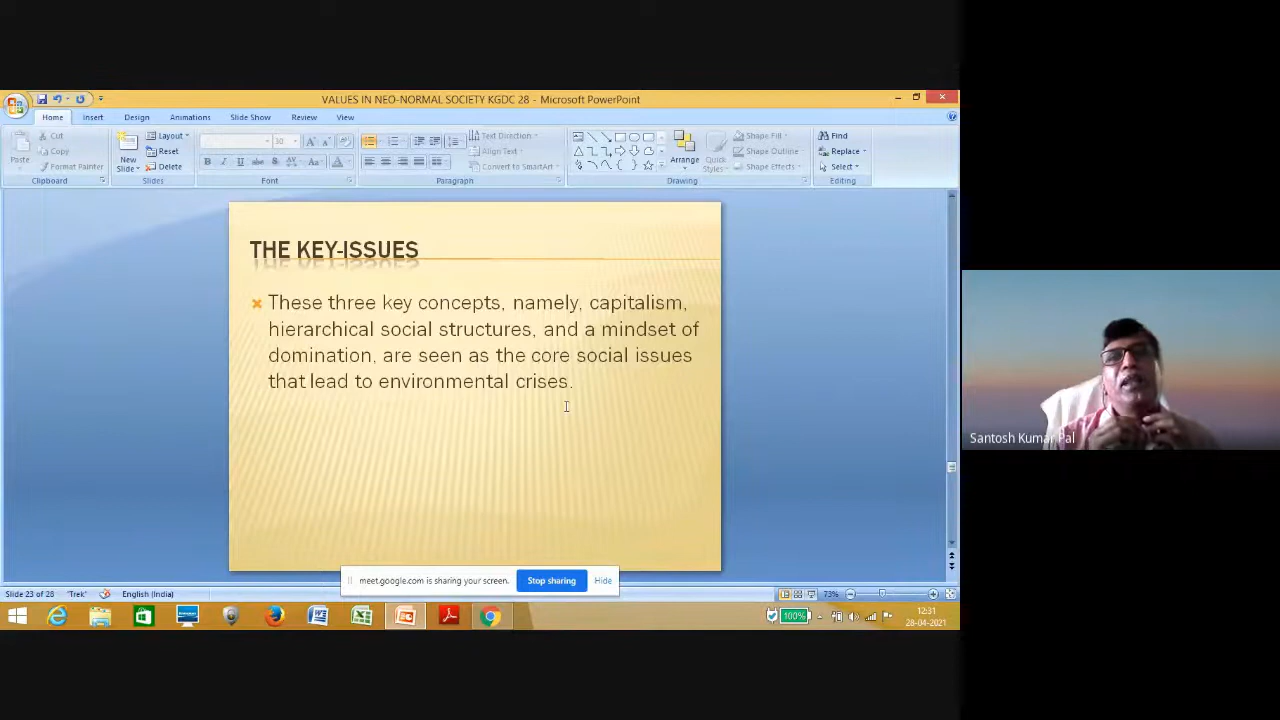 VALUES IN NEO-NORMAL SOCIETY KGDC 28 - Microsoft PowerPoint
Home Insert Design Animations Slide Show Review View
Cut
Copy
Format Painter
Paste
Clipboard
New
Slide
Layout
Reset
Delete
Slides
30
Font
Text Direction
Align Text
Convert to SmartArt
Paragraph
Arrange
Quick
Styles
Shape Fill
Shape Outline
Shape Effects
Drawing
Find
Replace
Select
Editing
THE KEY-ISSUES
These three key concepts, namely, capitalism,
hierarchical social structures, and a mindset of
domination, are seen as the core social issues
that lead to environmental crises.
Santosh Kumar Pal
meet.google.com is sharing your screen. Stop sharing Hide
Slide 23 of 28 'Trek' English (India) 73%
100%
12:31
28-04-2021